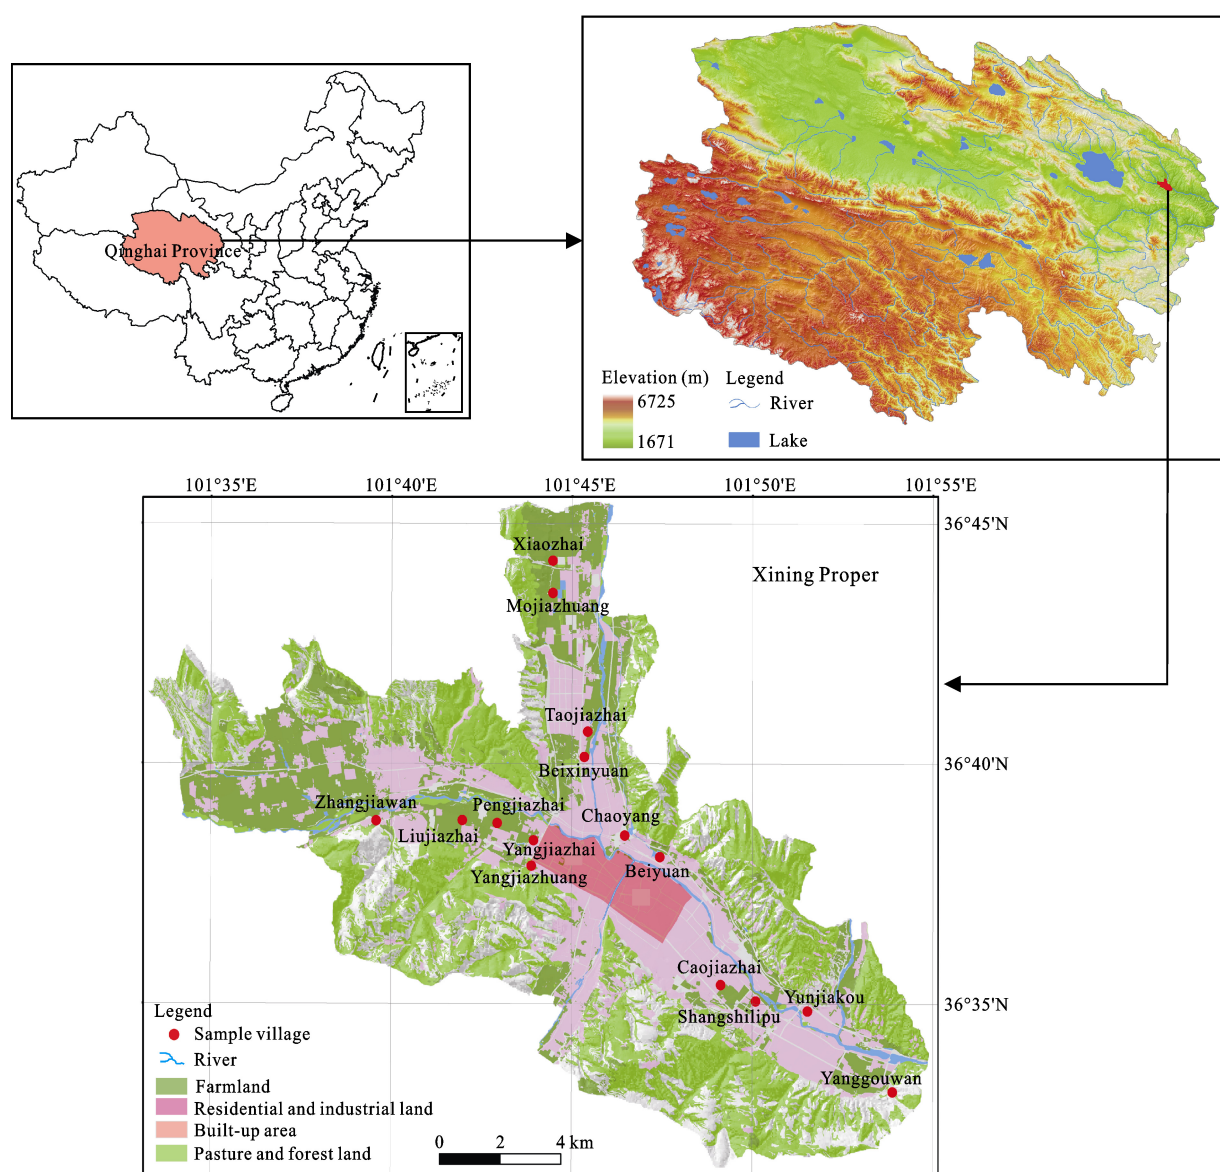 Qinghai Province
Elevation (m)
6725
1671
Legend
River
Lake
101°35'E
101°40'E
101°45'E
101°50'E
101°55'E
36°45'N
36°40'N
36°35'N
Xining Proper
Xiaozhai
Mojiazhuang
Taojiazhai
Beixinyuan
Zhangjiawan
Pengjiazhai
Chaoyang
Liujiazhai
Yangjiazhai
Yangjiazhuang
Beiyuan
Caojiazhai
Yunjiakou
Shangshilipu
Yanggouwan
Legend
Sample village
River
Farmland
Residential and industrial land
Built-up area
Pasture and forest land
0 2 4 km